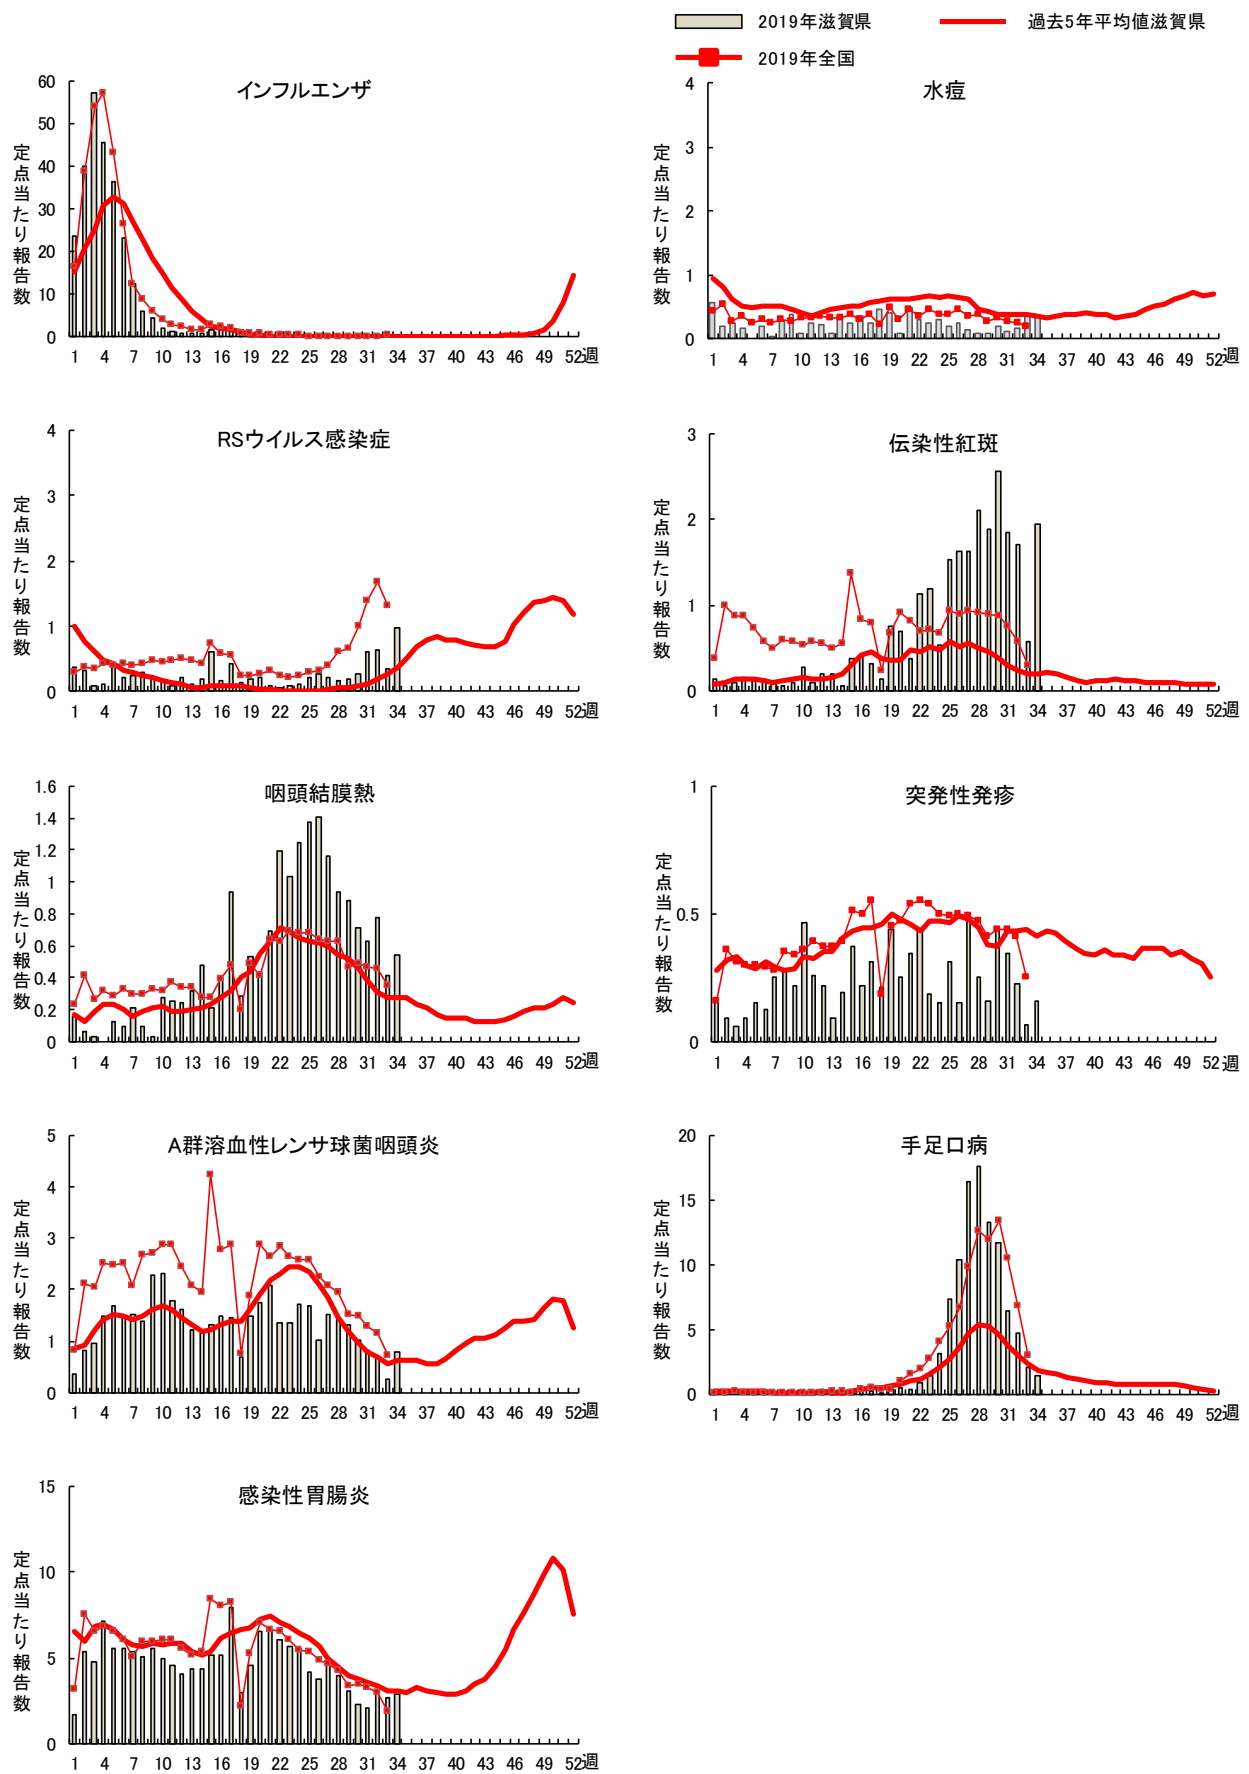 2019年滋賀県
過去5年平均値滋賀県
2019年全国
インフルエンザ
定点当たり報告数
60
50
40
30
20
10
0
1 4 7 10 13 16 19 22 25 28 31 34 37 40 43 46 49 52週
水痘
定点当たり報告数
4
3
2
1
0
1 4 7 10 13 16 19 22 25 28 31 34 37 40 43 46 49 52週
RSウイルス感染症
定点当たり報告数
4
3
2
1
0
1 4 7 10 13 16 19 22 25 28 31 34 37 40 43 46 49 52週
伝染性紅斑
定点当たり報告数
3
2
1
0
1 4 7 10 13 16 19 22 25 28 31 34 37 40 43 46 49 52週
咽頭結膜熱
定点当たり報告数
1.6
1.4
1.2
1
0.8
0.6
0.4
0.2
0
1 4 7 10 13 16 19 22 25 28 31 34 37 40 43 46 49 52週
突発性発疹
定点当たり報告数
1
0.5
0
1 4 7 10 13 16 19 22 25 28 31 34 37 40 43 46 49 52週
A群溶血性レンサ球菌咽頭炎
定点当たり報告数
5
4
3
2
1
0
1 4 7 10 13 16 19 22 25 28 31 34 37 40 43 46 49 52週
手足口病
定点当たり報告数
20
15
10
5
0
1 4 7 10 13 16 19 22 25 28 31 34 37 40 43 46 49 52週
感染性胃腸炎
定点当たり報告数
15
10
5
0
1 4 7 10 13 16 19 22 25 28 31 34 37 40 43 46 49 52週